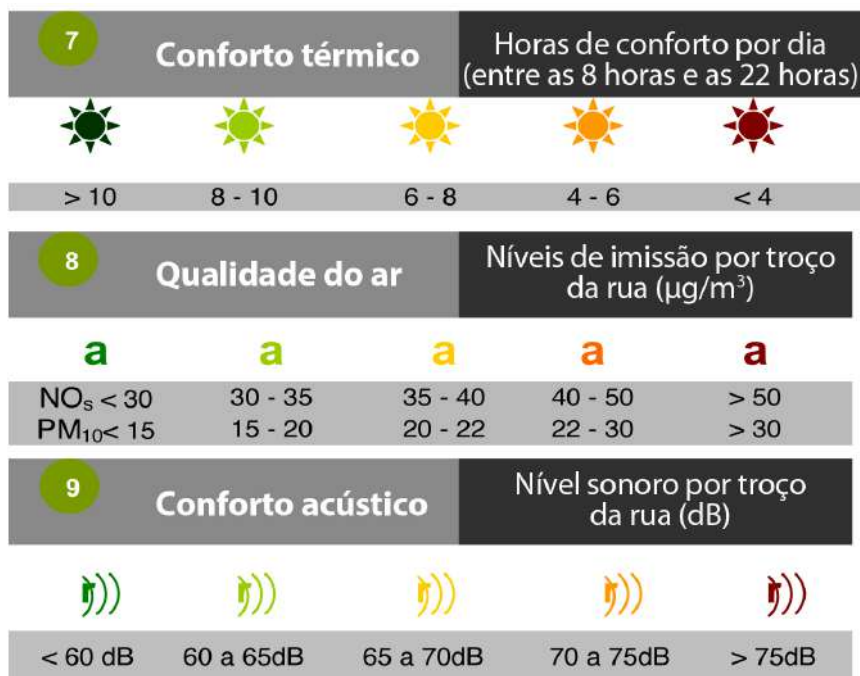 7 Conforto térmico Horas de conforto por dia
(entre as 8 horas e as 22 horas)
> 10 8 - 10 6 - 8 4 - 6 < 4
8 Qualidade do ar Níveis de imissão por troço
da rua (µg/m³)
a a a a a
NOₛ < 30 30 - 35 35 - 40 40 - 50 > 50
PM₁₀< 15 15 - 20 20 - 22 22 - 30 > 30
9 Conforto acústico Nível sonoro por troço
da rua (dB)
r))) r))) r))) r))) r)))
< 60 dB 60 a 65dB 65 a 70dB 70 a 75dB > 75dB